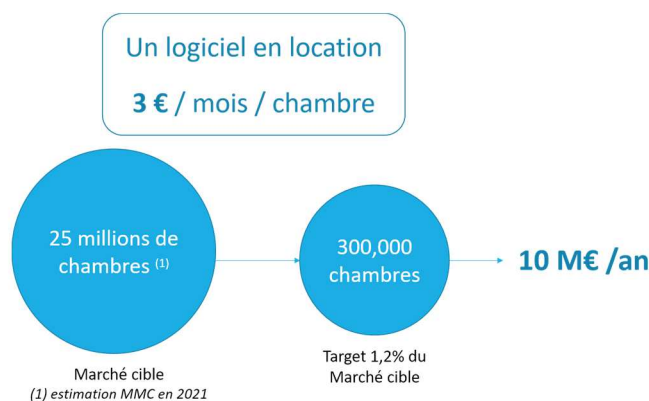 Un logiciel en location
3 € / mois / chambre
25 millions de
chambres (1)
300,000
chambres
10 M€ /an
Marché cible
(1) estimation MMC en 2021
Target 1,2% du
Marché cible